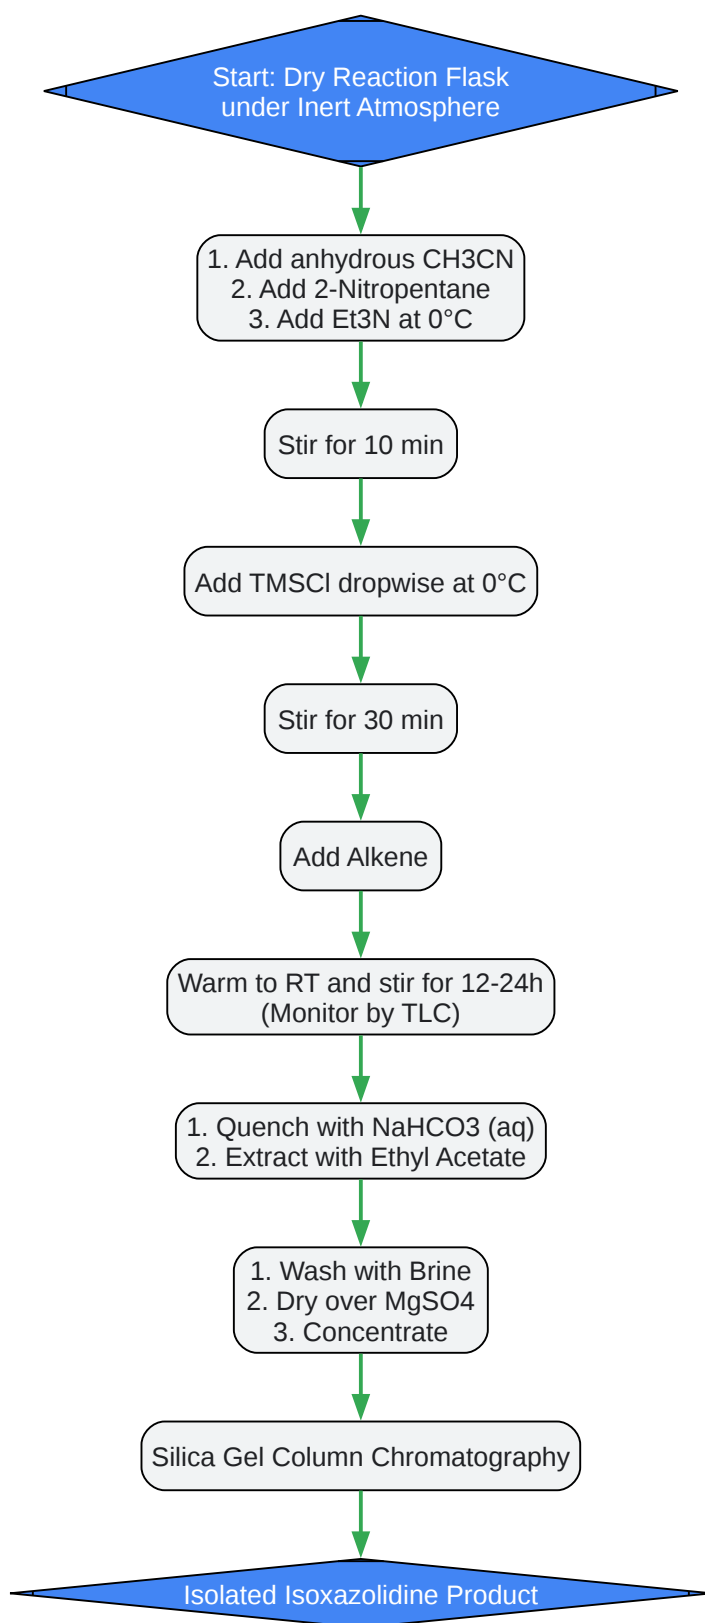 Start: Dry Reaction Flask
under Inert Atmosphere
1. Add anhydrous CH3CN
2. Add 2-Nitropentane
3. Add Et3N at 0°C
Stir for 10 min
Add TMSCl dropwise at 0°C
Stir for 30 min
Add Alkene
Warm to RT and stir for 12-24h
(Monitor by TLC)
1. Quench with NaHCO3 (aq)
2. Extract with Ethyl Acetate
1. Wash with Brine
2. Dry over MgSO4
3. Concentrate
Silica Gel Column Chromatography
Isolated Isoxazolidine Product